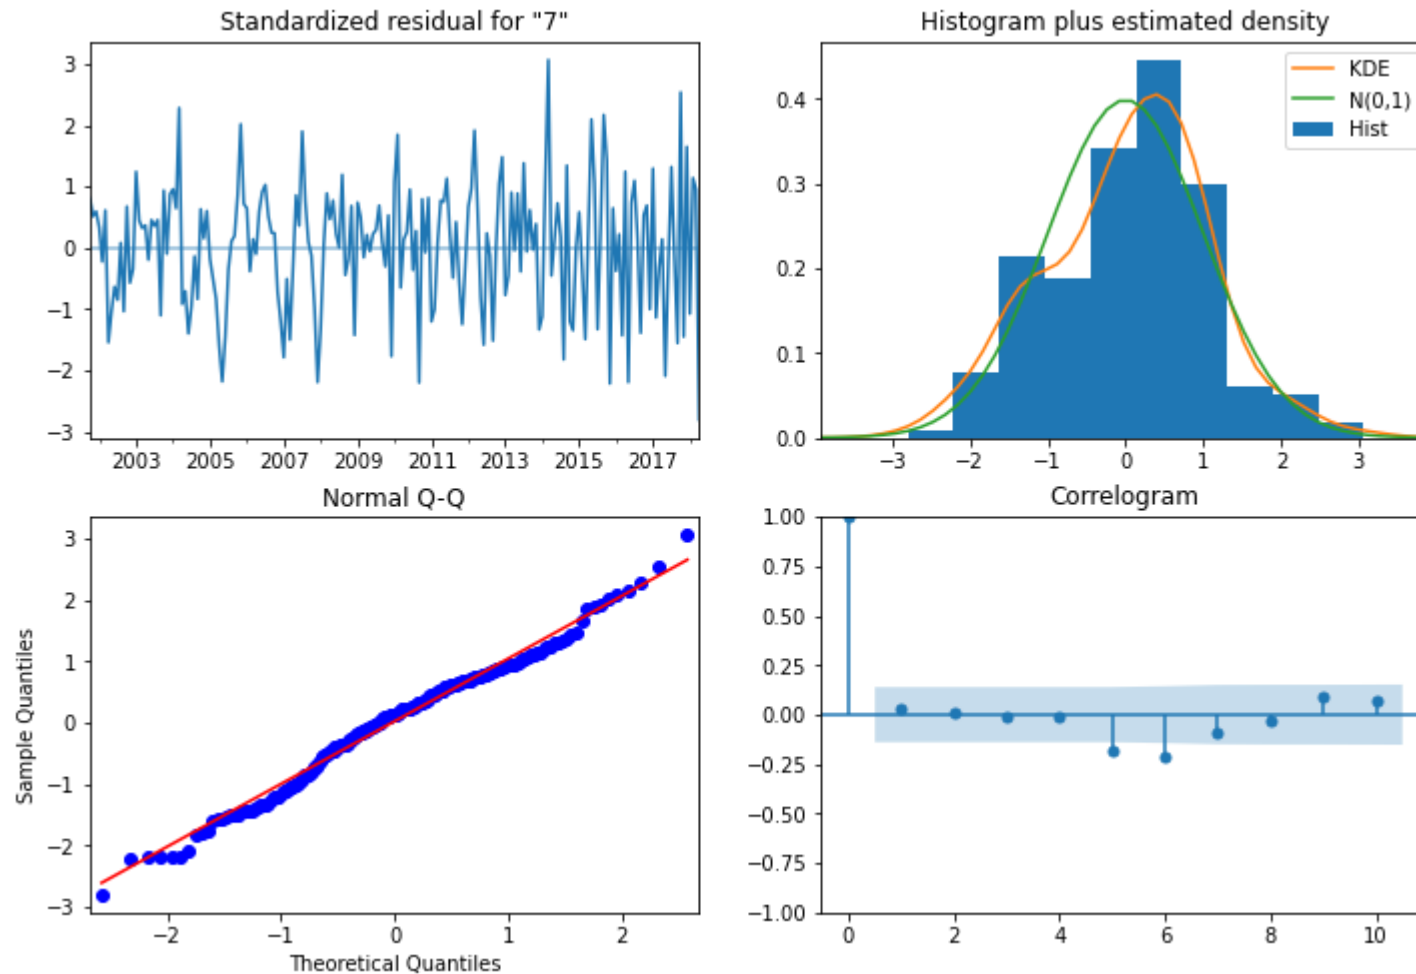 Standardized residual for "7"
3
2
1
0
−1
−2
−3
2003 2005 2007 2009 2011 2013 2015 2017
Histogram plus estimated density
KDE
N(0,1)
Hist
0.4
0.3
0.2
0.1
0.0
−3 −2 −1 0 1 2 3
Normal Q-Q
Sample Quantiles
3
2
1
0
−1
−2
−3
−2 −1 0 1 2
Theoretical Quantiles
Correlogram
1.00
0.75
0.50
0.25
0.00
−0.25
−0.50
−0.75
−1.00
0 2 4 6 8 10